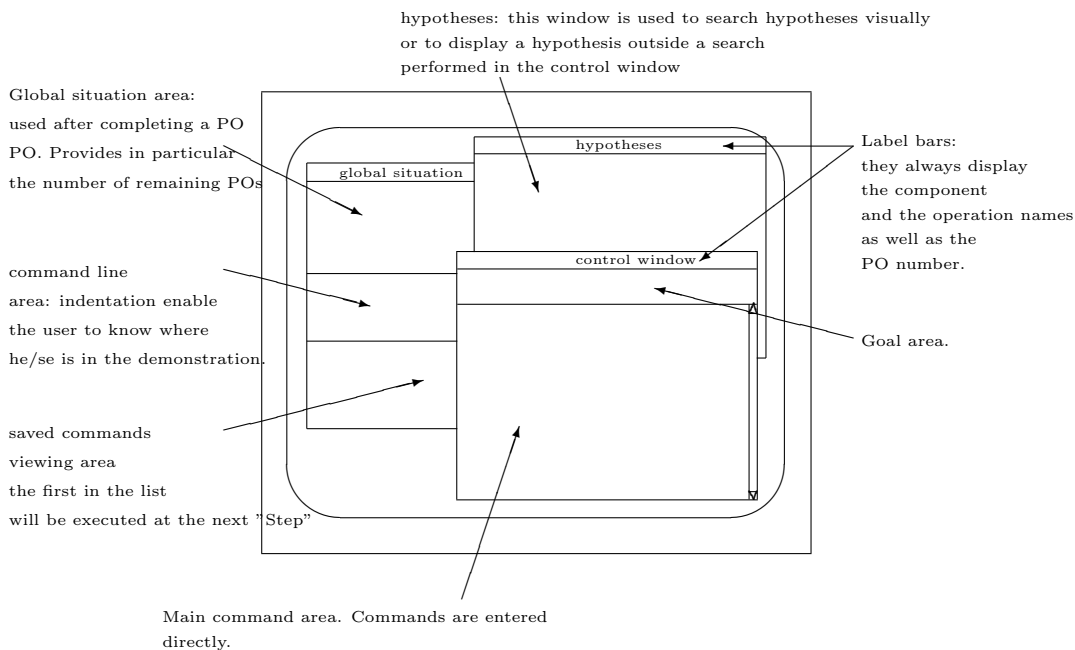 hypotheses: this window is used to search hypotheses visually
or to display a hypothesis outside a search
performed in the control window
Global situation area:
used after completing a PO
PO. Provides in particular
the number of remaining POs
hypotheses
global situation
Label bars:
they always display
the component
and the operation names
as well as the
PO number.
control window
command line
area: indentation enable
the user to know where
he/se is in the demonstration.
Goal area.
saved commands
viewing area
the first in the list
will be executed at the next "Step"
Main command area. Commands are entered
directly.